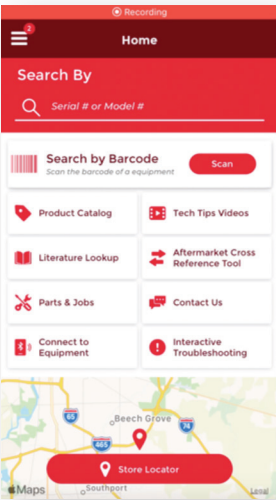 Recording
2
Home
Search By
Serial # or Model #
Search by Barcode
Scan the barcode of a equipment
Scan
Product Catalog
Tech Tips Videos
Literature Lookup
Aftermarket Cross
Reference Tool
Parts & Jobs
Contact Us
Connect to
Equipment
Interactive
Troubleshooting
65
Beech Grove
74
465
Store Locator
Maps
Southport
Legal